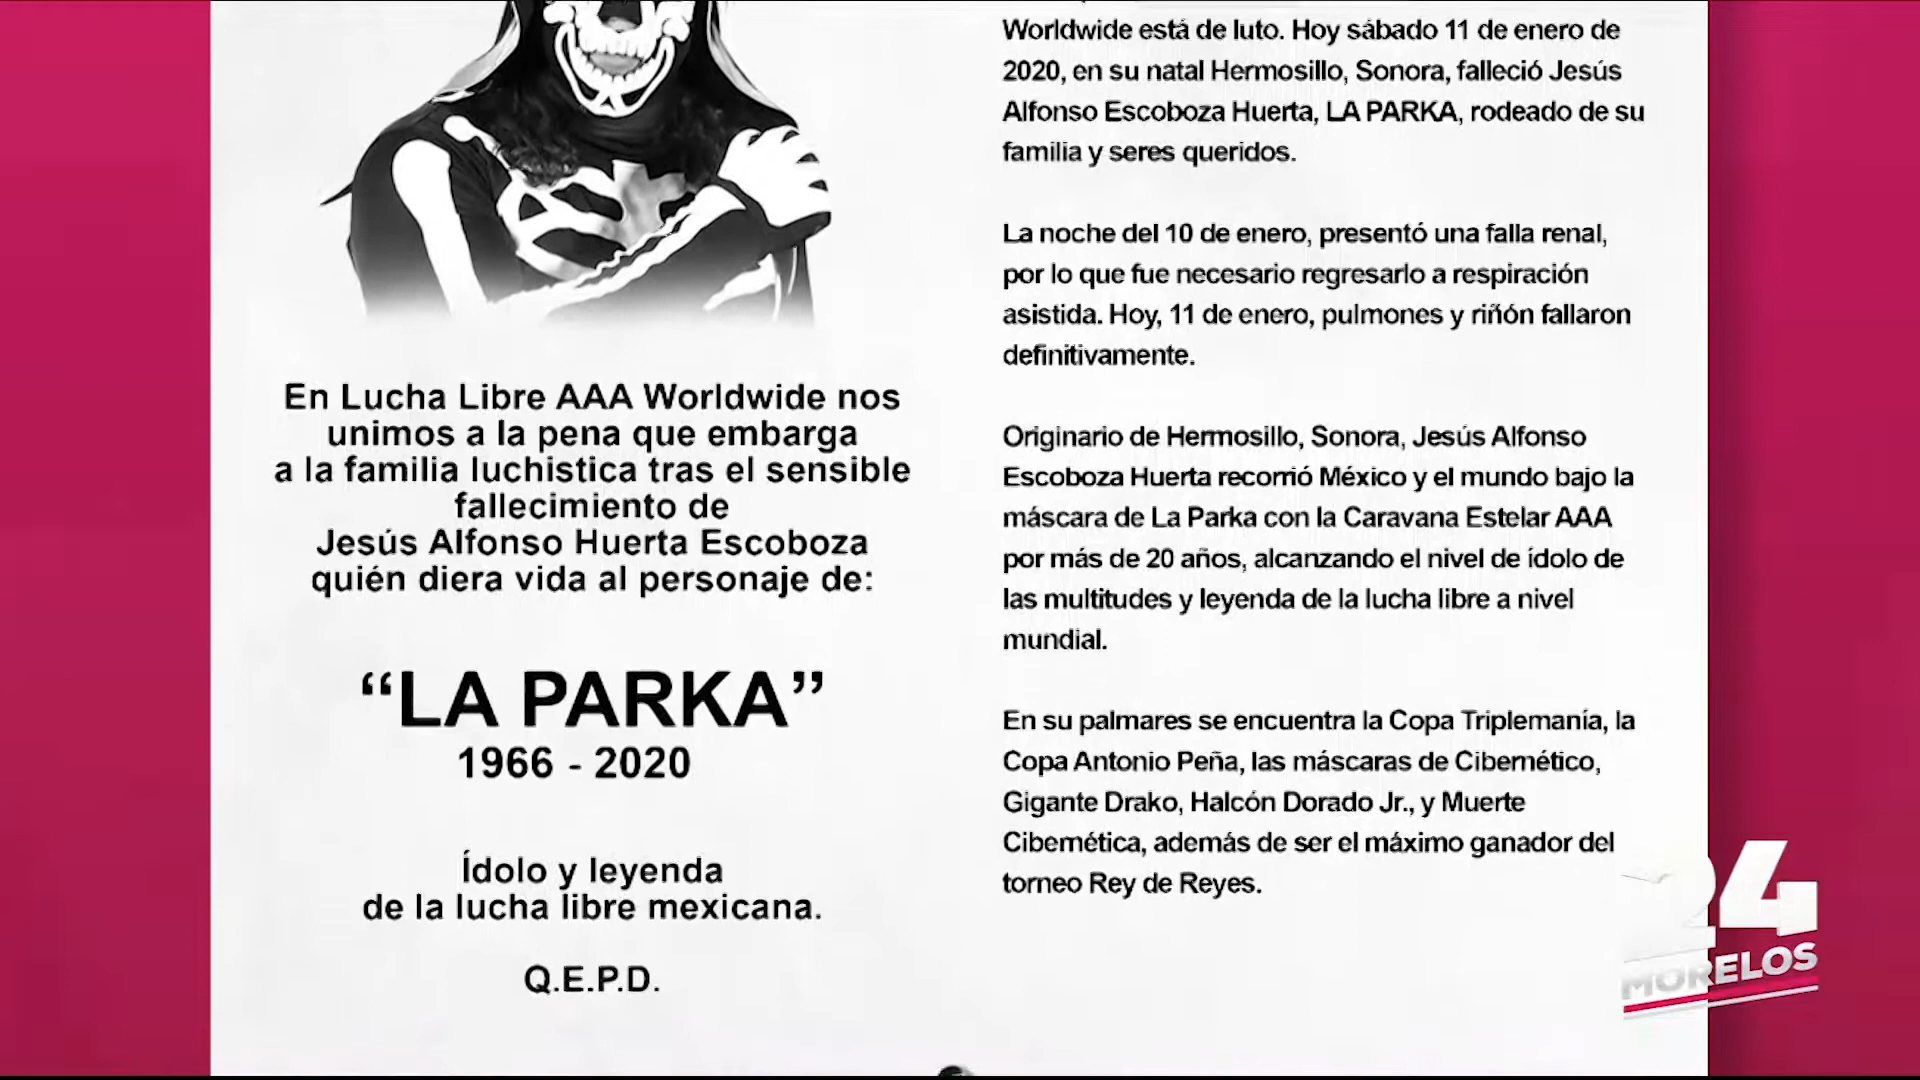 En Lucha Libre AAA Worldwide nos
unimos a la pena que embarga
a la familia luchistica tras el sensible
fallecimiento de
Jesús Alfonso Huerta Escoboza
quién diera vida al personaje de:
“LA PARKA”
1966 - 2020
Ídolo y leyenda
de la lucha libre mexicana.
Q.E.P.D.
Worldwide está de luto. Hoy sábado 11 de enero de
2020, en su natal Hermosillo, Sonora, falleció Jesús
Alfonso Escoboza Huerta, LA PARKA, rodeado de su
familia y seres queridos.
La noche del 10 de enero, presentó una falla renal,
por lo que fue necesario regresarlo a respiración
asistida. Hoy, 11 de enero, pulmones y riñón fallaron
definitivamente.
Originario de Hermosillo, Sonora, Jesús Alfonso
Escoboza Huerta recorrió México y el mundo bajo la
máscara de La Parka con la Caravana Estelar AAA
por más de 20 años, alcanzando el nivel de ídolo de
las multitudes y leyenda de la lucha libre a nivel
mundial.
En su palmares se encuentra la Copa Triplemanía, la
Copa Antonio Peña, las máscaras de Cibernético,
Gigante Drako, Halcón Dorado Jr., y Muerte
Cibernética, además de ser el máximo ganador del
torneo Rey de Reyes.
24
MORELOS